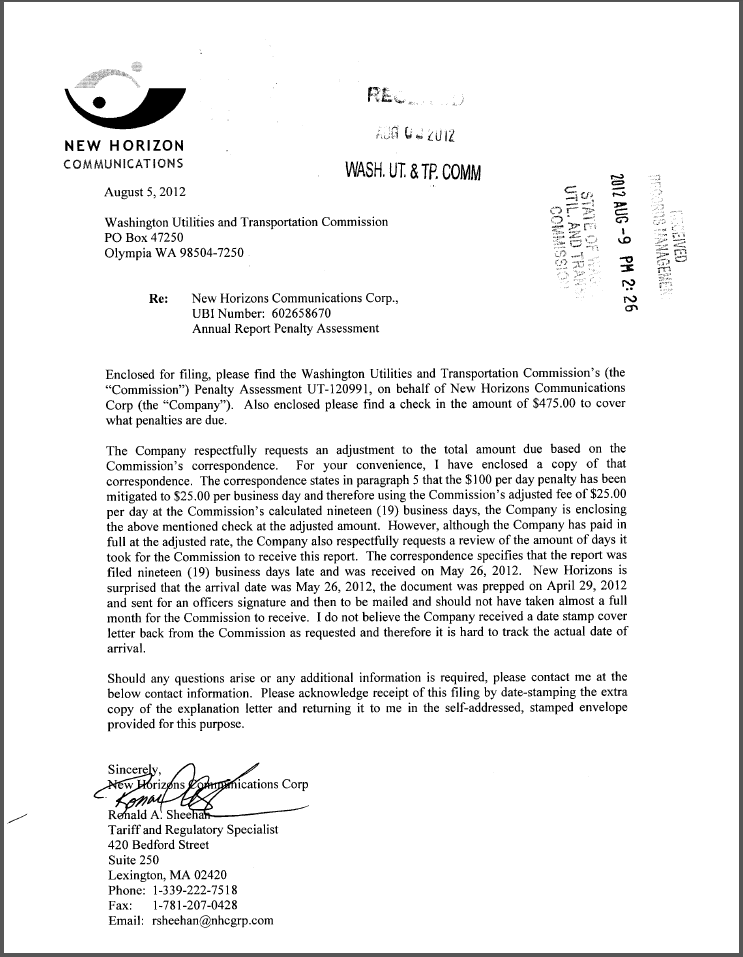 NEW HORIZON
COMMUNICATIONS
AUG 2012
WASH. UT. & TP. COMM
2012 AUG -9 PM 2:26
RECEIVED
August 5, 2012
Washington Utilities and Transportation Commission
PO Box 47250
Olympia WA 98504-7250
Re: New Horizons Communications Corp.,
UBI Number: 602658670
Annual Report Penalty Assessment
Enclosed for filing, please find the Washington Utilities and Transportation Commission's (the
"Commission") Penalty Assessment UT-120991, on behalf of New Horizons Communications
Corp (the "Company"). Also enclosed please find a check in the amount of $475.00 to cover
what penalties are due.
The Company respectfully requests an adjustment to the total amount due based on the
Commission's correspondence. For your convenience, I have enclosed a copy of that
correspondence. The correspondence states in paragraph 5 that the $100 per day penalty has been
mitigated to $25.00 per business day and therefore using the Commission's adjusted fee of $25.00
per day at the Commission's calculated nineteen (19) business days, the Company is enclosing
the above mentioned check at the adjusted amount. However, although the Company has paid in
full at the adjusted rate, the Company also respectfully requests a review of the amount of days it
took for the Commission to receive this report. The correspondence specifies that the report was
filed nineteen (19) business days late and was received on May 26, 2012. New Horizons is
surprised that the arrival date was May 26, 2012, the document was prepped on April 29, 2012
and sent for an officers signature and then to be mailed and should not have taken almost a full
month for the Commission to receive. I do not believe the Company received a date stamp cover
letter back from the Commission as requested and therefore it is hard to track the actual date of
arrival.
Should any questions arise or any additional information is required, please contact me at the
below contact information. Please acknowledge receipt of this filing by date-stamping the extra
copy of the explanation letter and returning it to me in the self-addressed, stamped envelope
provided for this purpose.
Sincerely,
New Horizons Communications Corp
Ronald A. Sheehan
Tariff and Regulatory Specialist
420 Bedford Street
Suite 250
Lexington, MA 02420
Phone: 1-339-222-7518
Fax: 1-781-207-0428
Email: rsheehan@nhcgrp.com